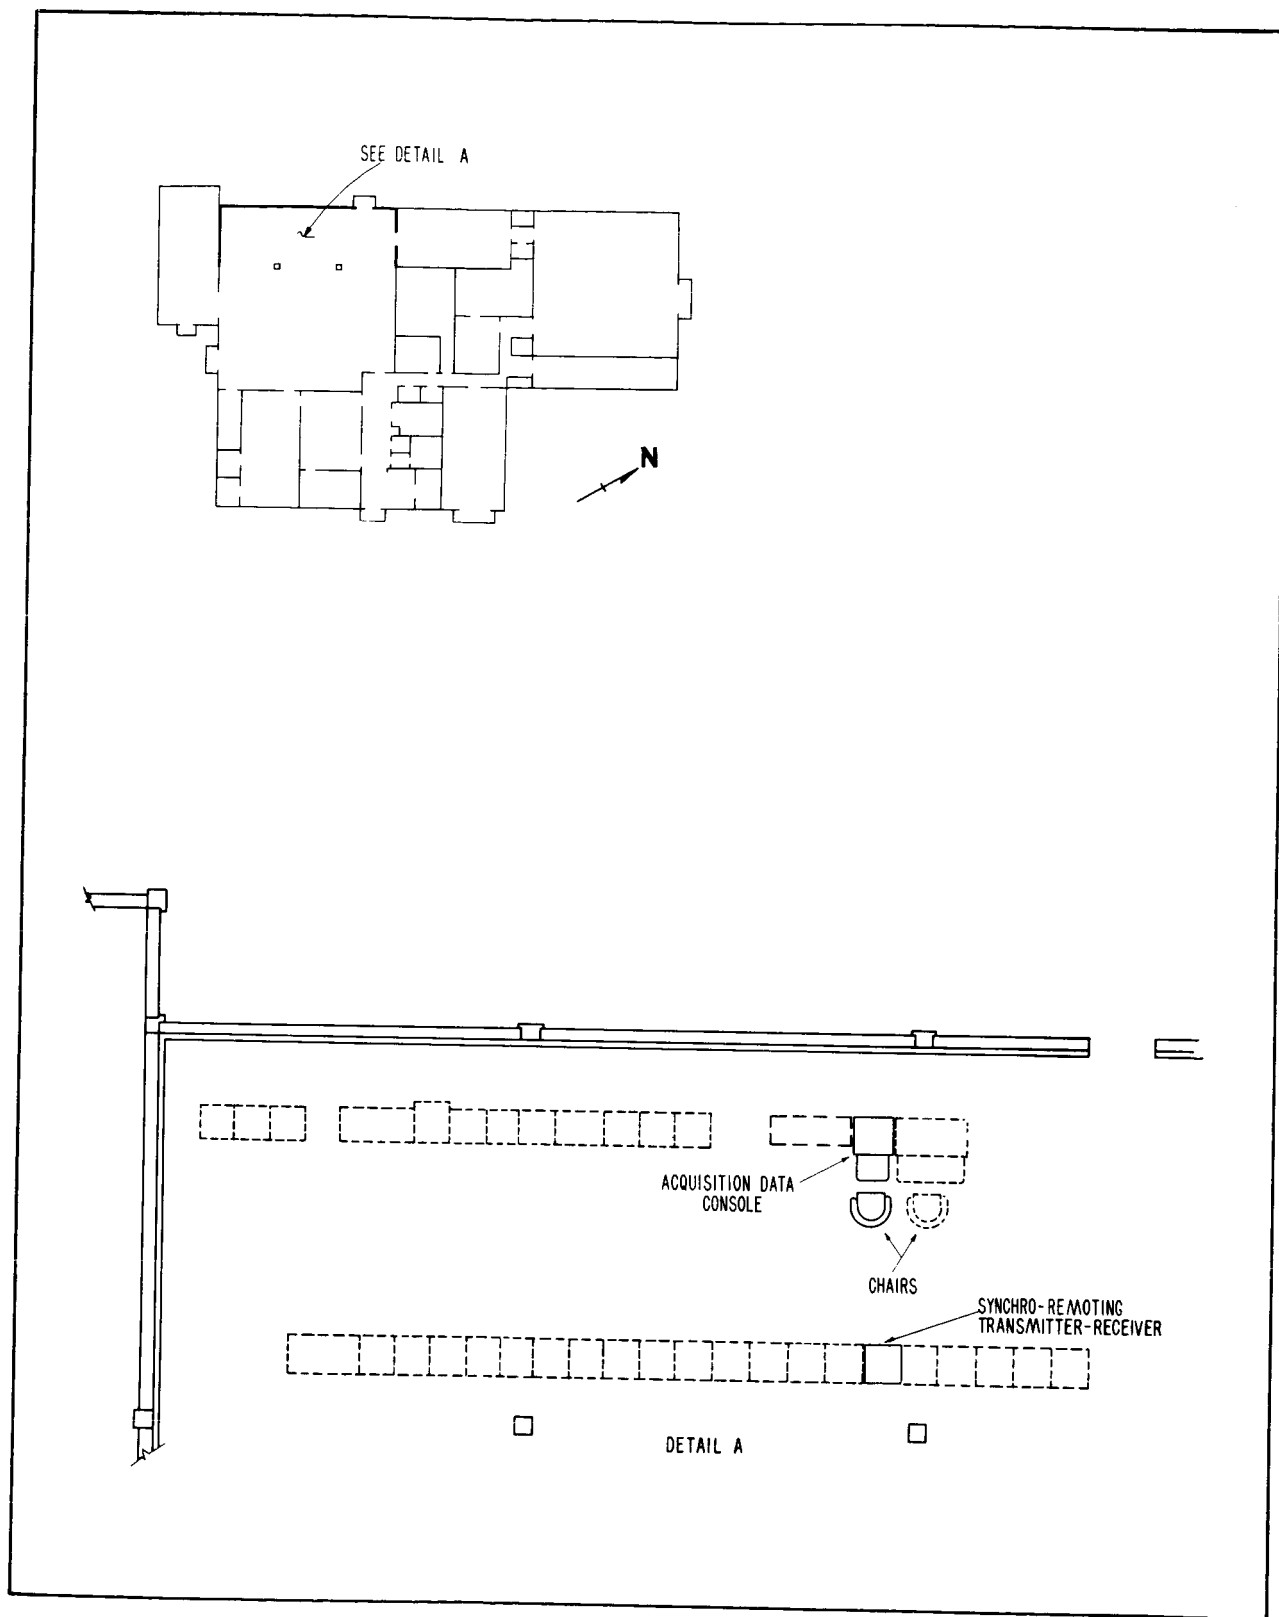 SEE DETAIL A
N
ACQUISITION DATA
CONSOLE
CHAIRS
SYNCHRO-REMOTING
TRANSMITTER-RECEIVER
DETAIL A